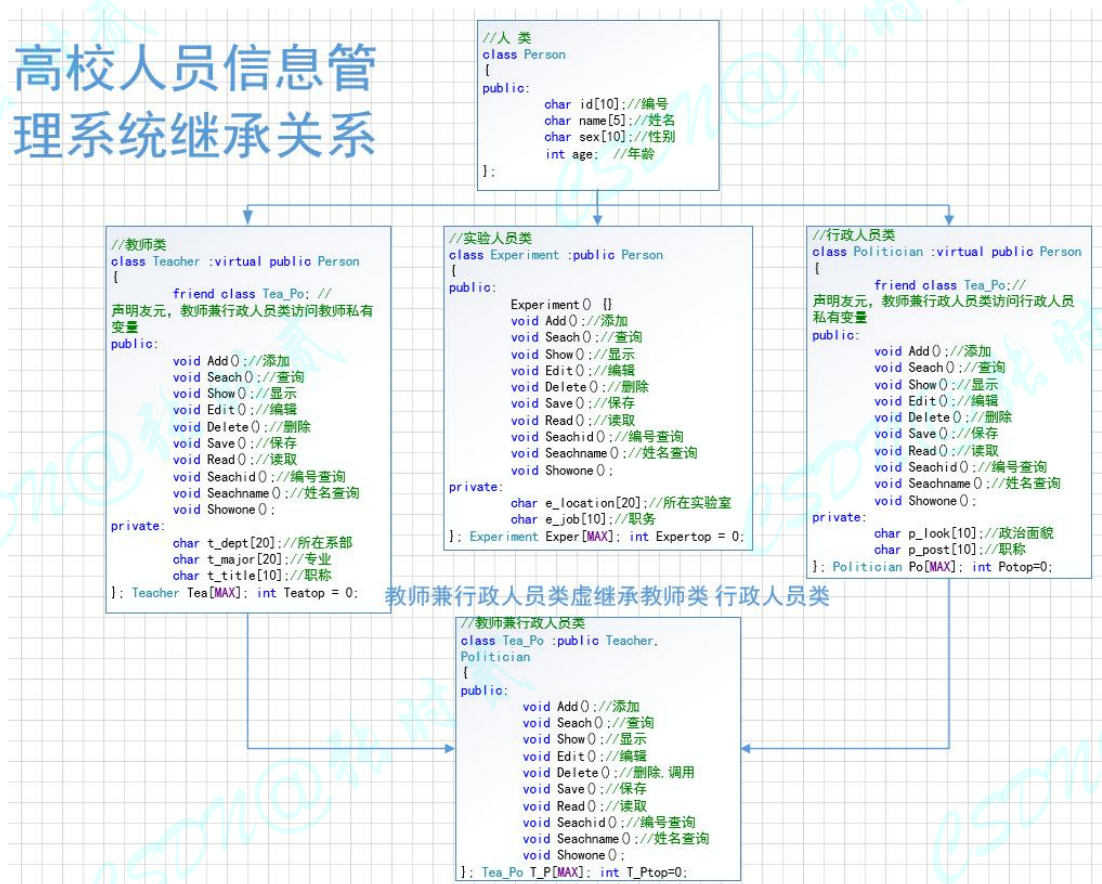 高校人员信息管
理系统继承关系
//人 类
class Person
{
public:
char id[10];//编号
char name[5];//姓名
char sex[10];//性别
int age; //年龄
};
//教师类
class Teacher :virtual public Person
{
friend class Tea_Po; //
声明友元，教师兼行政人员类访问教师私有
变量
public:
void Add();//添加
void Seach();//查询
void Show();//显示
void Edit();//编辑
void Delete();//删除
void Save();//保存
void Read();//读取
void Seachid();//编号查询
void Seachname();//姓名查询
void Showone();
private:
char t_dept[20];//所在系部
char t_major[20];//专业
char t_title[10];//职称
}; Teacher Tea[MAX]; int Teatop = 0;
//实验人员类
class Experiment :public Person
{
public:
Experiment() {}
void Add();//添加
void Seach();//查询
void Show();//显示
void Edit();//编辑
void Delete();//删除
void Save();//保存
void Read();//读取
void Seachid();//编号查询
void Seachname();//姓名查询
void Showone();
private:
char e_location[20];//所在实验室
char e_job[10];//职务
}; Experiment Exper[MAX]; int Expertop = 0;
//行政人员类
class Politician :virtual public Person
{
friend class Tea_Po;//
声明友元，教师兼行政人员类访问行政人员
私有变量
public:
void Add();//添加
void Seach();//查询
void Show();//显示
void Edit();//编辑
void Delete();//删除
void Save();//保存
void Read();//读取
void Seachid();//编号查询
void Seachname();//姓名查询
void Showone();
private:
char p_look[10];//政治面貌
char p_post[10];//职称
}; Politician Po[MAX]; int Potop=0;
教师兼行政人员类虚继承教师类 行政人员类
//教师兼行政人员类
class Tea_Po :public Teacher,
Politician
{
public:
void Add();//添加
void Seach();//查询
void Show();//显示
void Edit();//编辑
void Delete();//删除,调用
void Save();//保存
void Read();//读取
void Seachid();//编号查询
void Seachname();//姓名查询
void Showone();
}; Tea_Po T_P[MAX]; int T_Ptop=0;
CSDN@张时贰